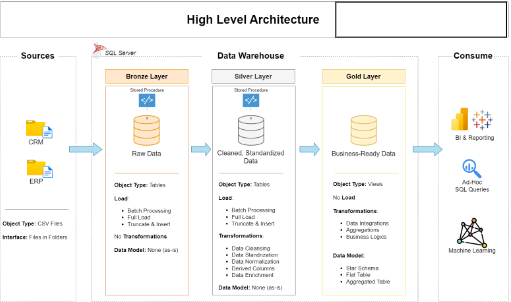 High Level Architecture
Sources
SQL Server
Data Warehouse
Consume
Bronze Layer
Silver Layer
Gold Layer
Stored Procedure
Stored Procedure
CRM
ERP
Object Type: CSV Files
Interface: Files in Folders
Raw Data
Object Type: Tables
Load:
Batch Processing
Full Load
Truncate & Insert
No Transformations
Data Model: None (as-is)
Cleaned, Standardized
Data
Object Type: Tables
Load:
Batch Processing
Full Load
Truncate & Insert
Transformations:
Data Cleansing
Data Standrization
Data Normalization
Derived Columns
Data Enrichment
Data Model: None (as-is)
Business-Ready Data
Object Type: Views
No Load
Transformations:
Data Integrations
Aggregations
Business Logics
Data Model:
Star Schema
Flat Table
Aggregated Table
BI & Reporting
Ad-Hoc
SQL Queries
Machine Learning